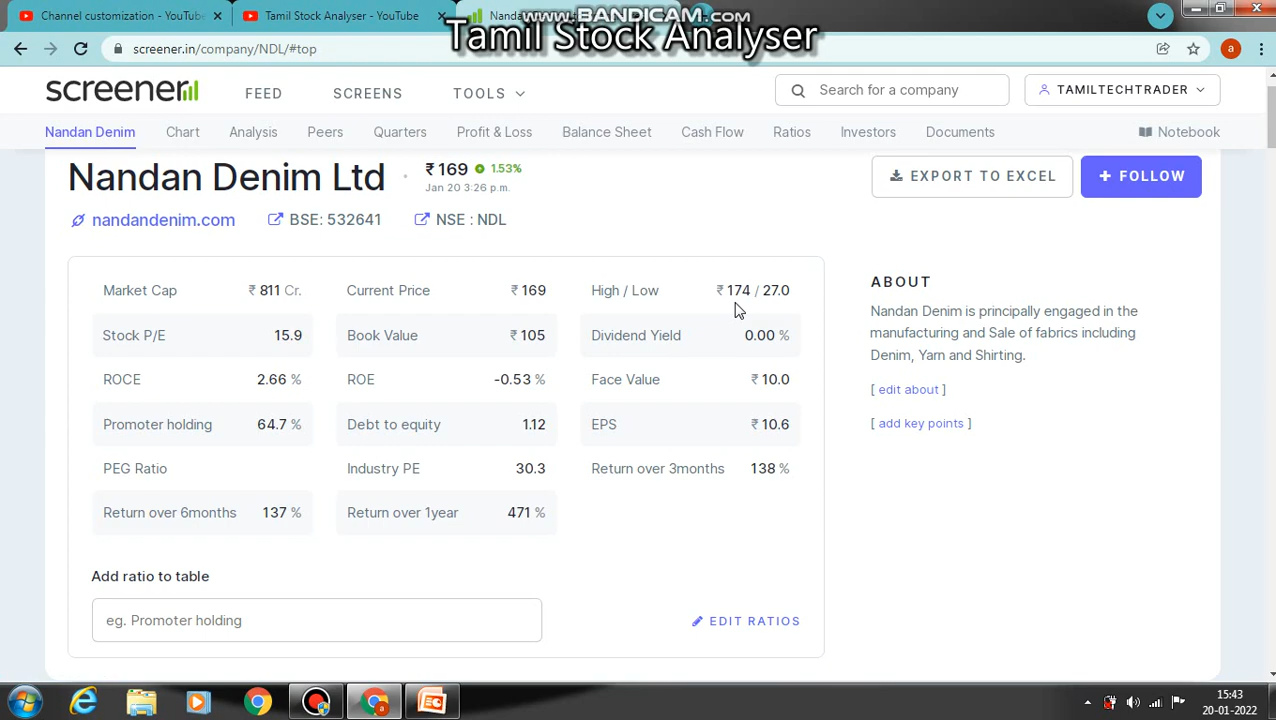 Channel customization - YouTube
Tamil Stock Analyser - YouTube
www.BANDICAM.com
Tamil Stock Analyser
screener.in/company/NDL/#top
a
screener
FEED
SCREENS
TOOLS
Search for a company
TAMILTECHTRADER
Nandan Denim
Chart
Analysis
Peers
Quarters
Profit & Loss
Balance Sheet
Cash Flow
Ratios
Investors
Documents
Notebook
Nandan Denim Ltd
₹ 169 1.53%
Jan 20 3:26 p.m.
EXPORT TO EXCEL
+ FOLLOW
nandandenim.com
BSE: 532641
NSE : NDL
Market Cap ₹ 811 Cr.
Current Price ₹ 169
High / Low ₹ 174 / 27.0
Stock P/E 15.9
Book Value ₹ 105
Dividend Yield 0.00 %
ROCE 2.66 %
ROE -0.53 %
Face Value ₹ 10.0
Promoter holding 64.7 %
Debt to equity 1.12
EPS ₹ 10.6
PEG Ratio
Industry PE 30.3
Return over 3months 138 %
Return over 6months 137 %
Return over 1year 471 %
Add ratio to table
eg. Promoter holding
EDIT RATIOS
ABOUT
Nandan Denim is principally engaged in the
manufacturing and Sale of fabrics including
Denim, Yarn and Shirting.
[ edit about ]
[ add key points ]
15:43
20-01-2022